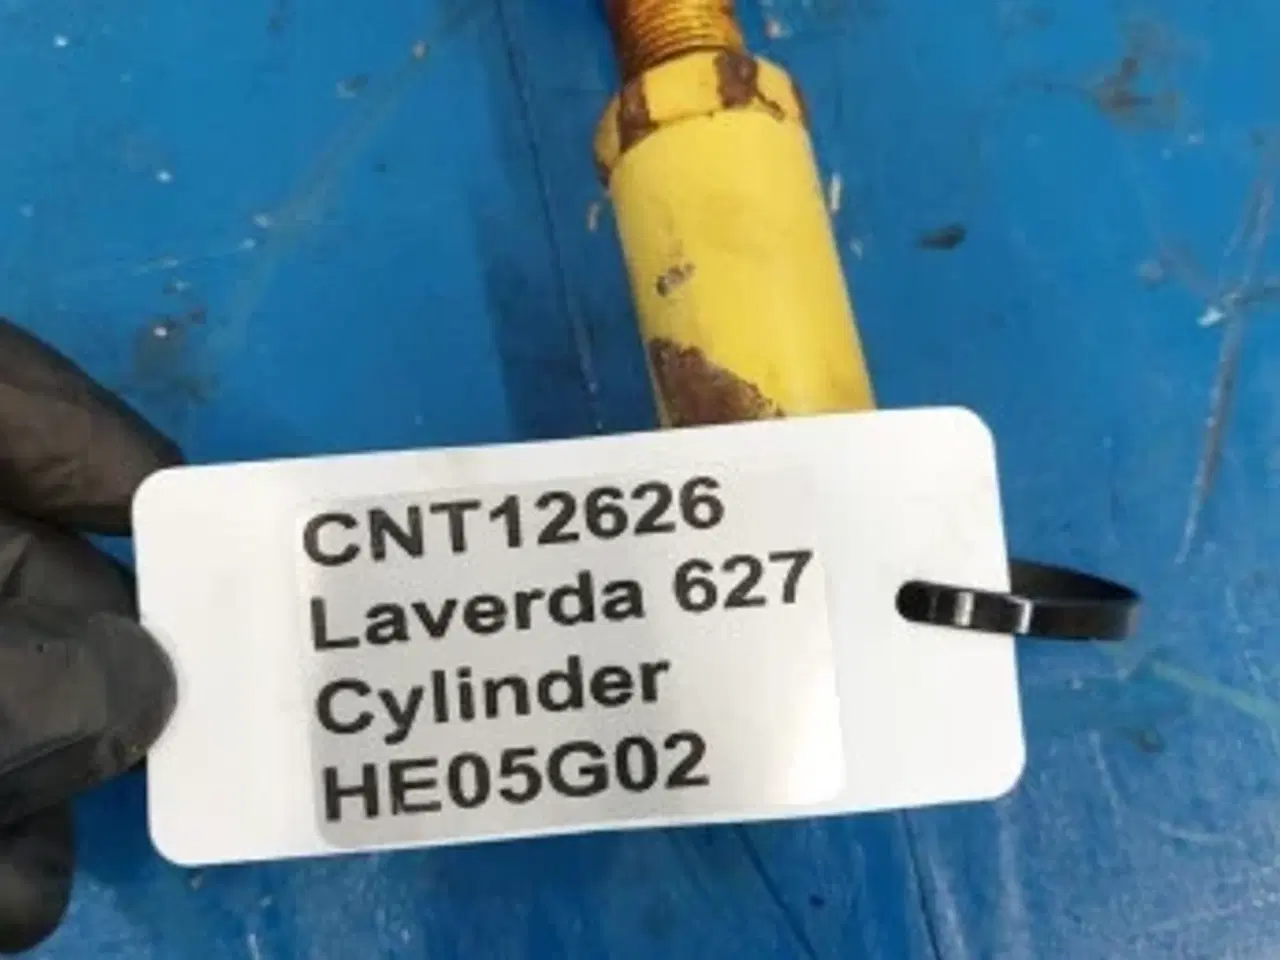 CNT12626
Laverda 627
Cylinder
HE05G02